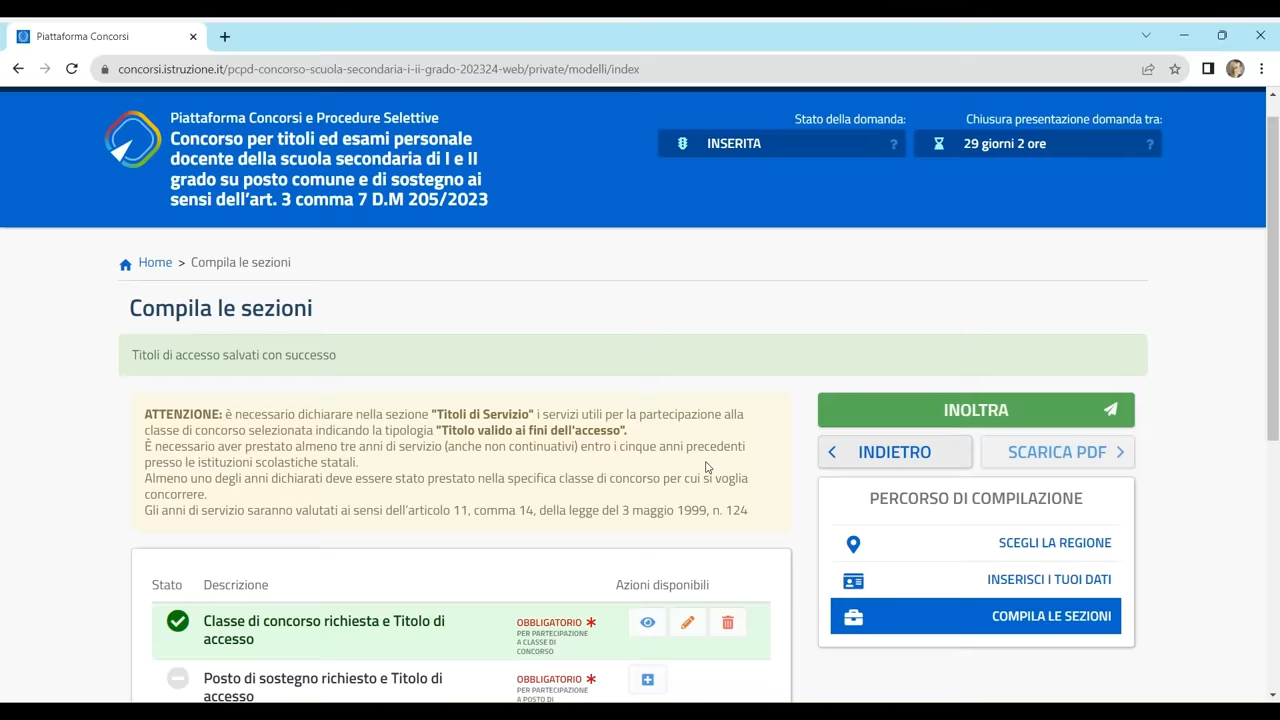 Piattaforma Concorsi
concorsi.istruzione.it/pcpd-concorso-scuola-secondaria-i-ii-grado-202324-web/private/modelli/index
Piattaforma Concorsi e Procedure Selettive
Concorso per titoli ed esami personale
docente della scuola secondaria di I e II
grado su posto comune e di sostegno ai
sensi dell'art. 3 comma 7 D.M 205/2023
Stato della domanda:
INSERITA ?
Chiusura presentazione domanda tra:
29 giorni 2 ore ?
Home > Compila le sezioni
Compila le sezioni
Titoli di accesso salvati con successo
ATTENZIONE: è necessario dichiarare nella sezione "Titoli di Servizio" i servizi utili per la partecipazione alla
classe di concorso selezionata indicando la tipologia "Titolo valido ai fini dell'accesso".
È necessario aver prestato almeno tre anni di servizio (anche non continuativi) entro i cinque anni precedenti
presso le istituzioni scolastiche statali.
Almeno uno degli anni dichiarati deve essere stato prestato nella specifica classe di concorso per cui si voglia
concorrere.
Gli anni di servizio saranno valutati ai sensi dell'articolo 11, comma 14, della legge del 3 maggio 1999, n. 124
INOLTRA
INDIETRO
SCARICA PDF
PERCORSO DI COMPILAZIONE
SCEGLI LA REGIONE
INSERISCI I TUOI DATI
COMPILA LE SEZIONI
Stato Descrizione Azioni disponibili
Classe di concorso richiesta e Titolo di
accesso
OBBLIGATORIO *
PER PARTECIPAZIONE
A CLASSE DI
CONCORSO
Posto di sostegno richiesto e Titolo di
accesso
OBBLIGATORIO *
PER PARTECIPAZIONE
A POSTO DI